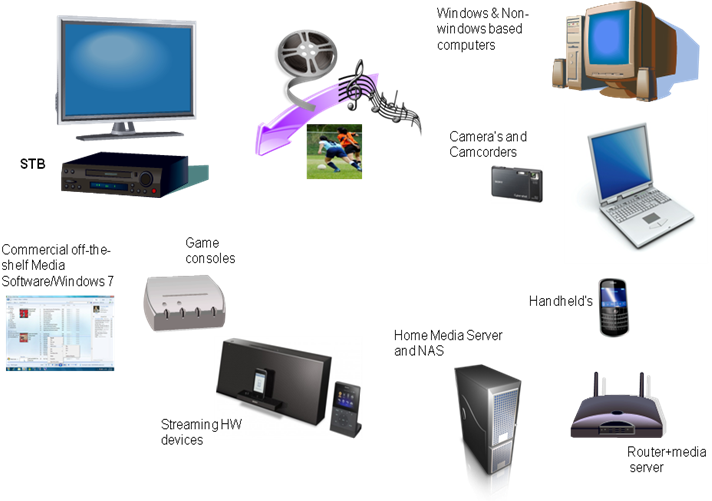 Windows & Non-
windows based
computers
Camera's and
Camcorders
STB
Game
consoles
Commercial off-the-
shelf Media
Software/Windows 7
Handheld's
Home Media Server
and NAS
Streaming HW
devices
Router+media
server